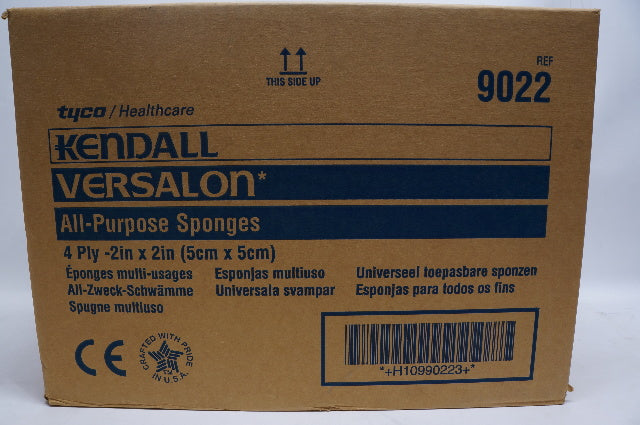 THIS SIDE UP
REF
9022
tyco / Healthcare
KENDALL
VERSALON*
All-Purpose Sponges
4 Ply -2in x 2in (5cm x 5cm)
Éponges multi-usages Esponjas multiuso Universeel toepasbare sponzen
All-Zweck-Schwämme Universala svampar Esponjas para todos os fins
Spugne multiuso
CE
CRAFTED WITH PRIDE
IN U.S.A.
*+H10990223+*